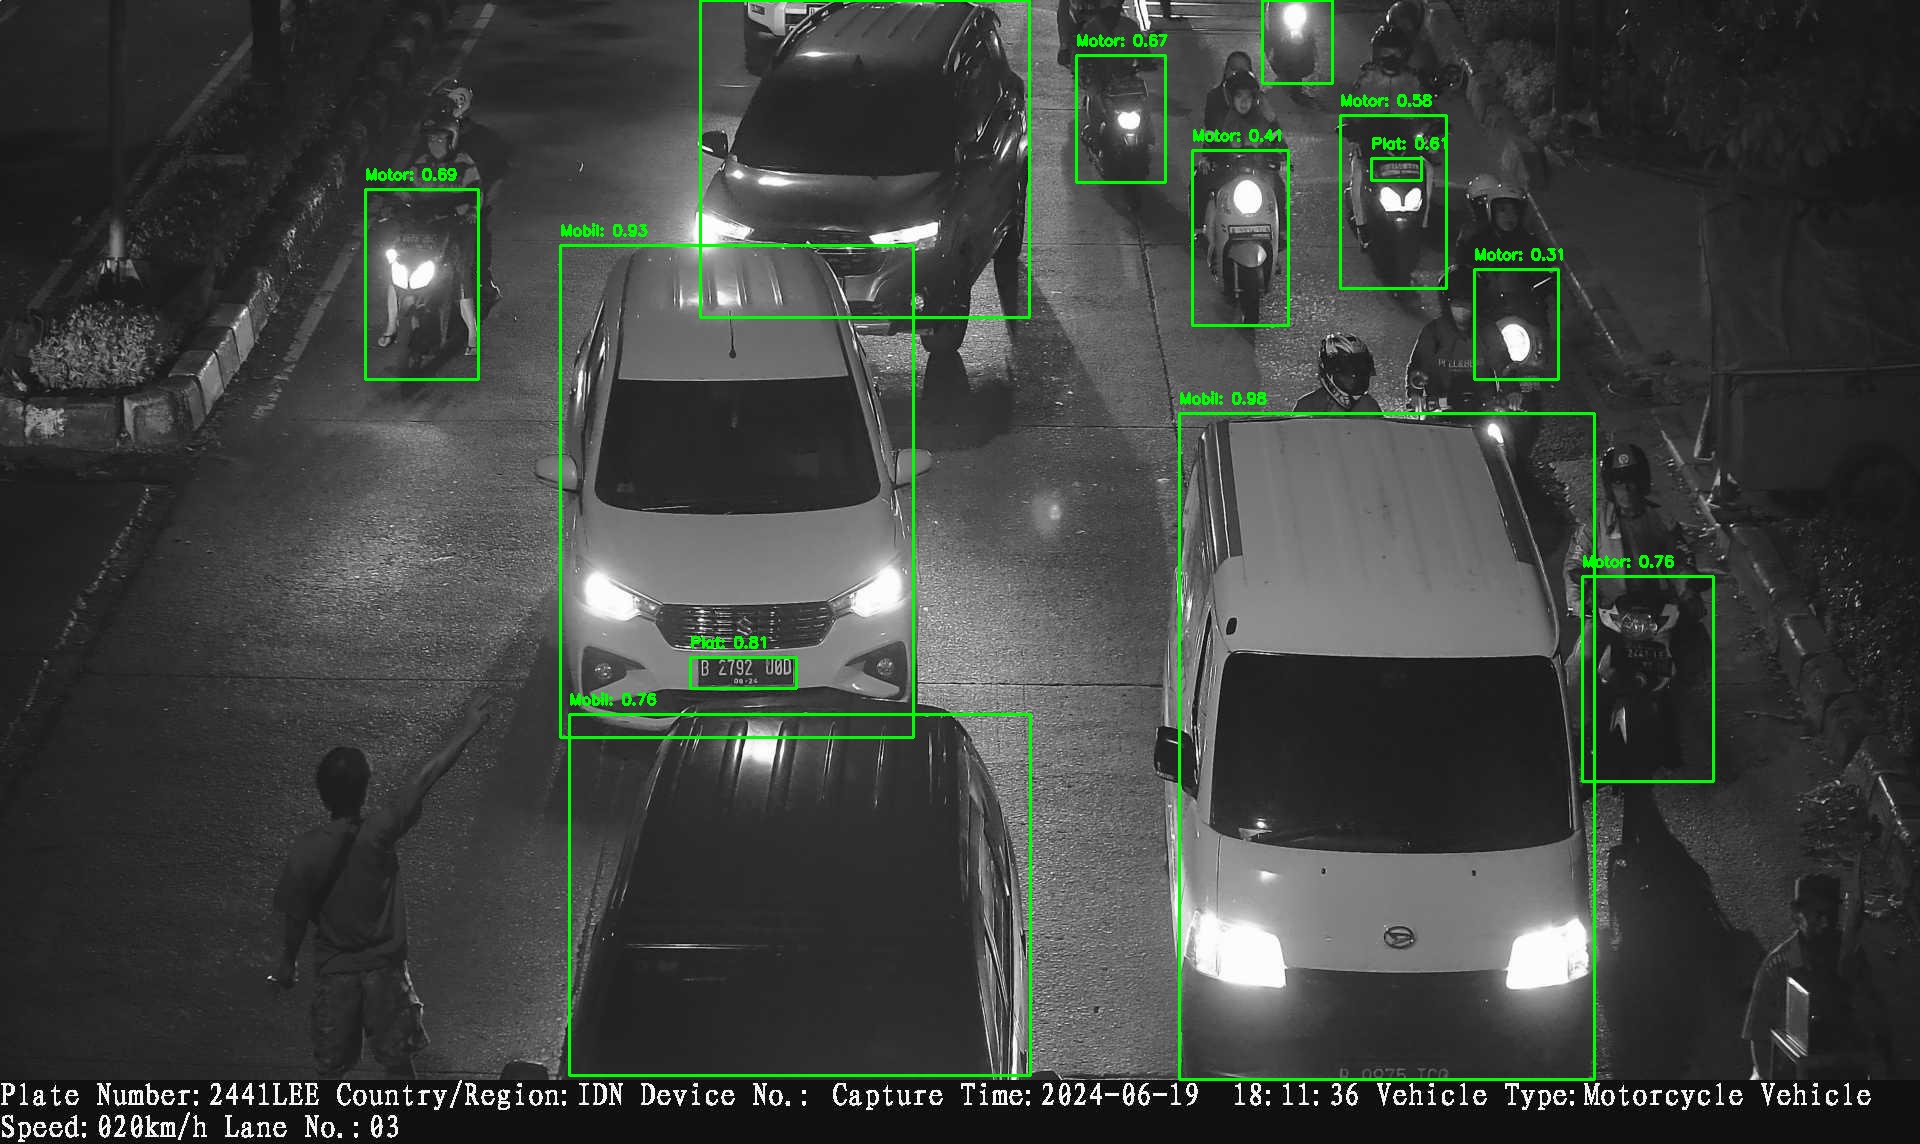 Motor: 0.67
Motor: 0.58
Motor: 0.41
Plat: 0.61
Motor: 0.69
Mobil: 0.93
Motor: 0.31
Mobil: 0.98
Motor: 0.76
Plat: 0.81
B 2792 UOD
08-24
Mobil: 0.76
Plate Number:2441LEE Country/Region:IDN Device No.: Capture Time:2024-06-19 18:11:36 Vehicle Type:Motorcycle Vehicle
Speed:020km/h Lane No.:03